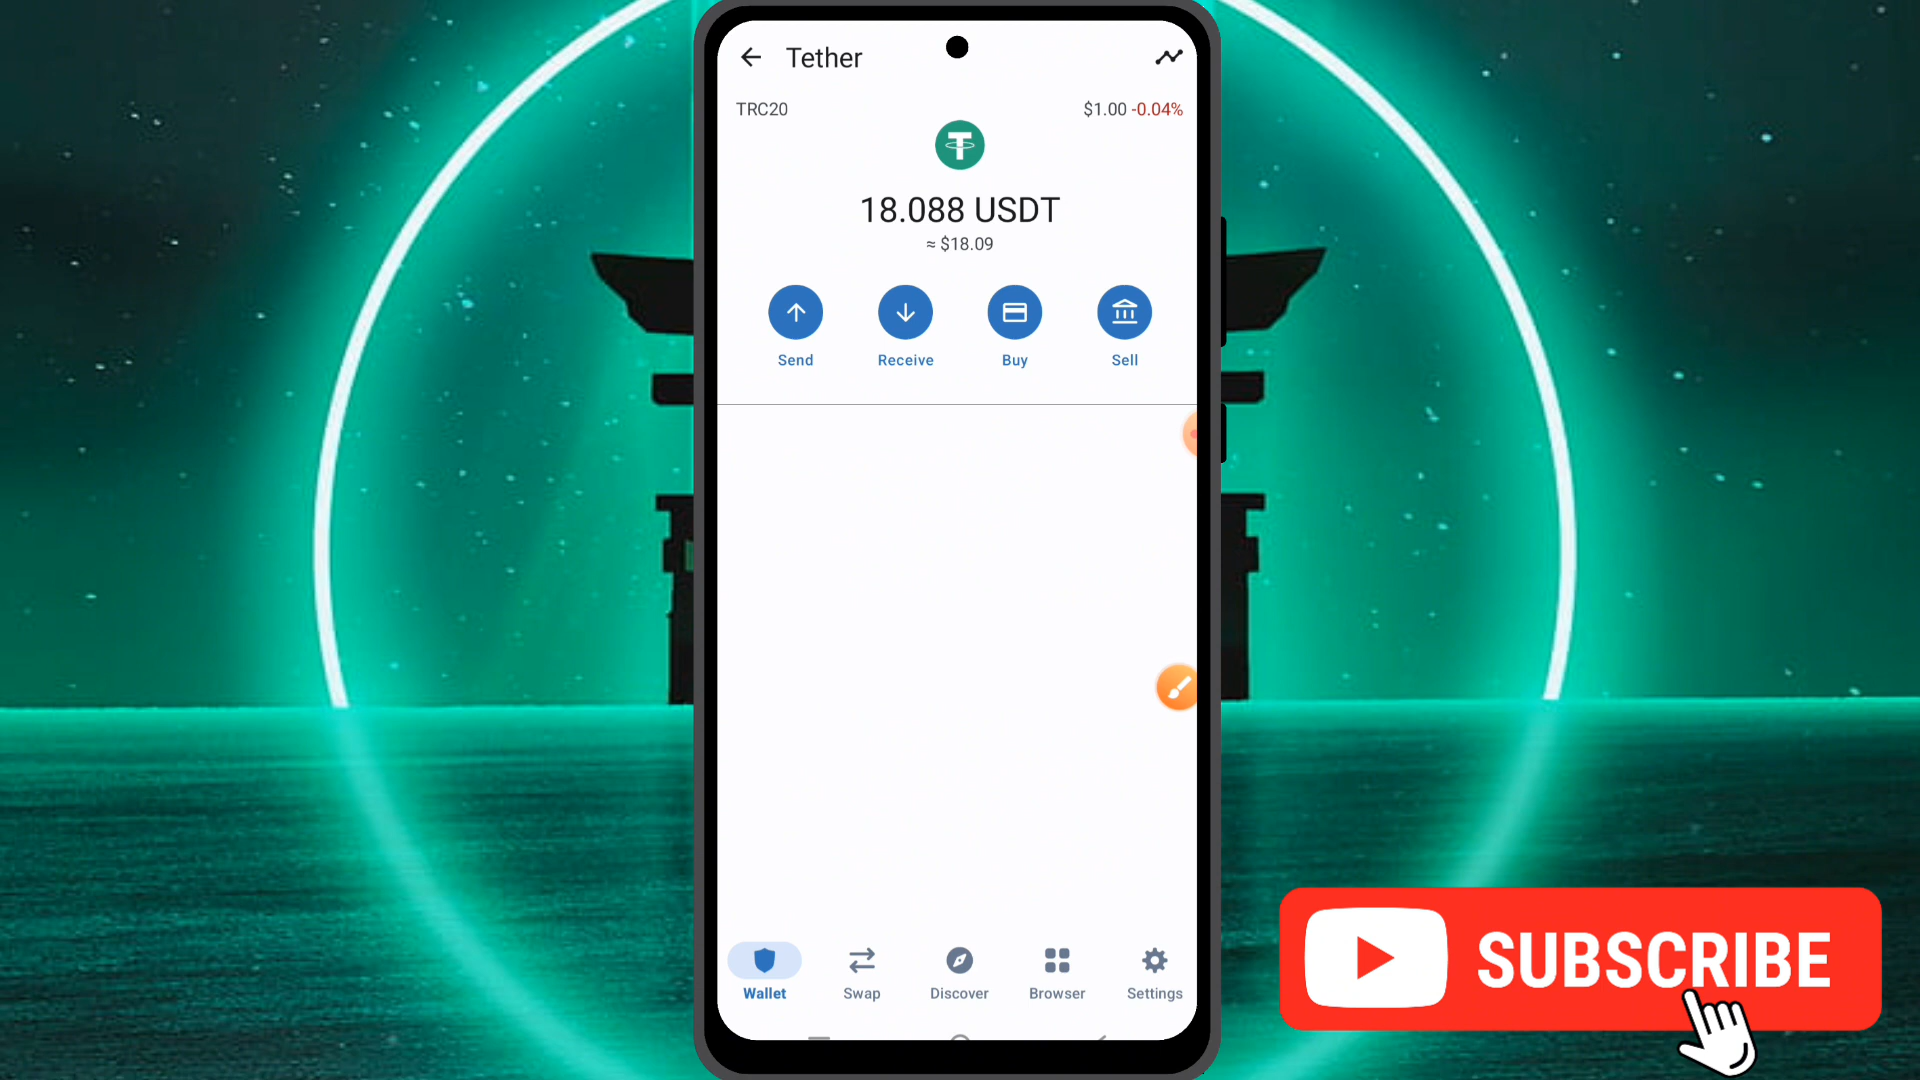 Tether
TRC20
$1.00 -0.04%
18.088 USDT
≈ $18.09
Send
Receive
Buy
Sell
Wallet
Swap
Discover
Browser
Settings
SUBSCRIBE